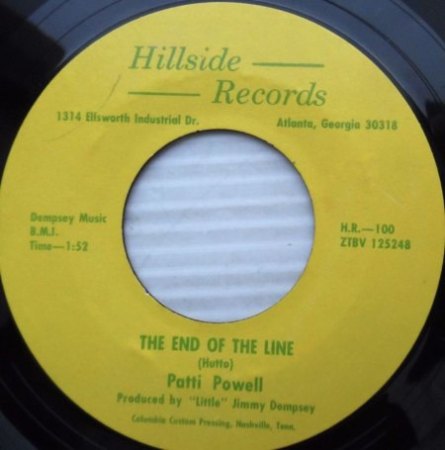 Hillside
Records
1314 Ellsworth Industrial Dr. Atlanta, Georgia 30318
Dempsey Music
B.M.I.
Time—1:52
H.R.—100
ZTBV 125248
THE END OF THE LINE
(Hutto)
Patti Powell
Produced by "Little" Jimmy Dempsey
Columbia Custom Pressing, Nashville, Tenn.